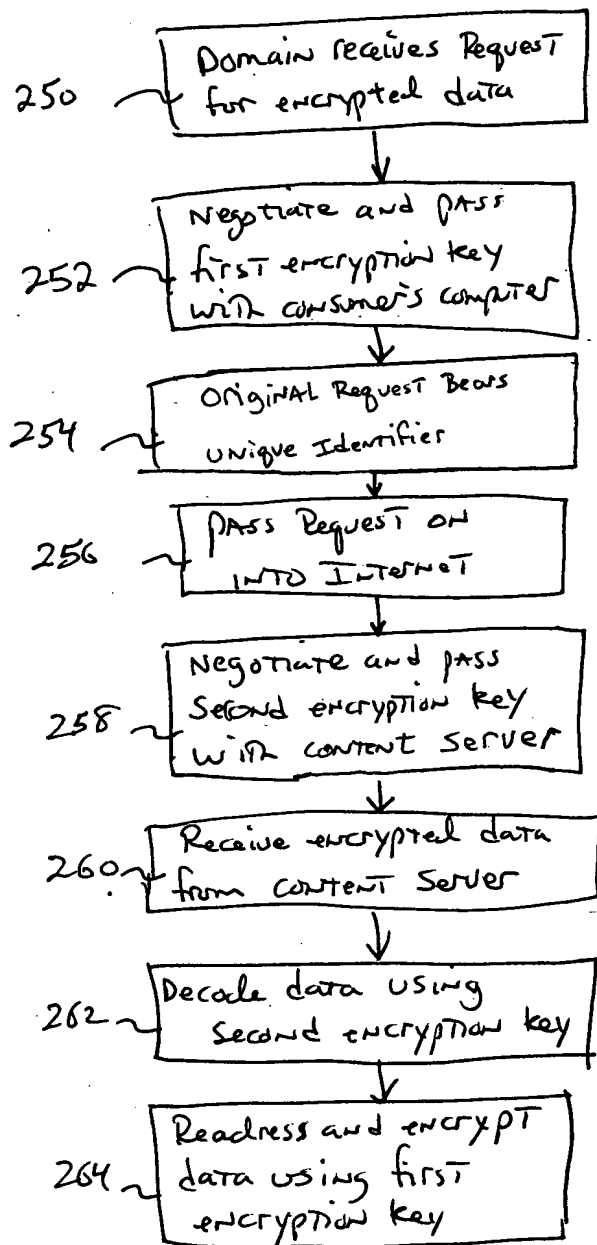 Domain receives Request
250 for encrypted data
Negotiate and pass
252 first encryption key
with consumer's computer
Original Request Bears
254 unique Identifier
256 pass Request on
into Internet
Negotiate and pass
258 Second encryption key
with content server
260 Receive encrypted data
from content server
262 Decode data using
second encryption key
Readress and encrypt
264 data using first
encryption key